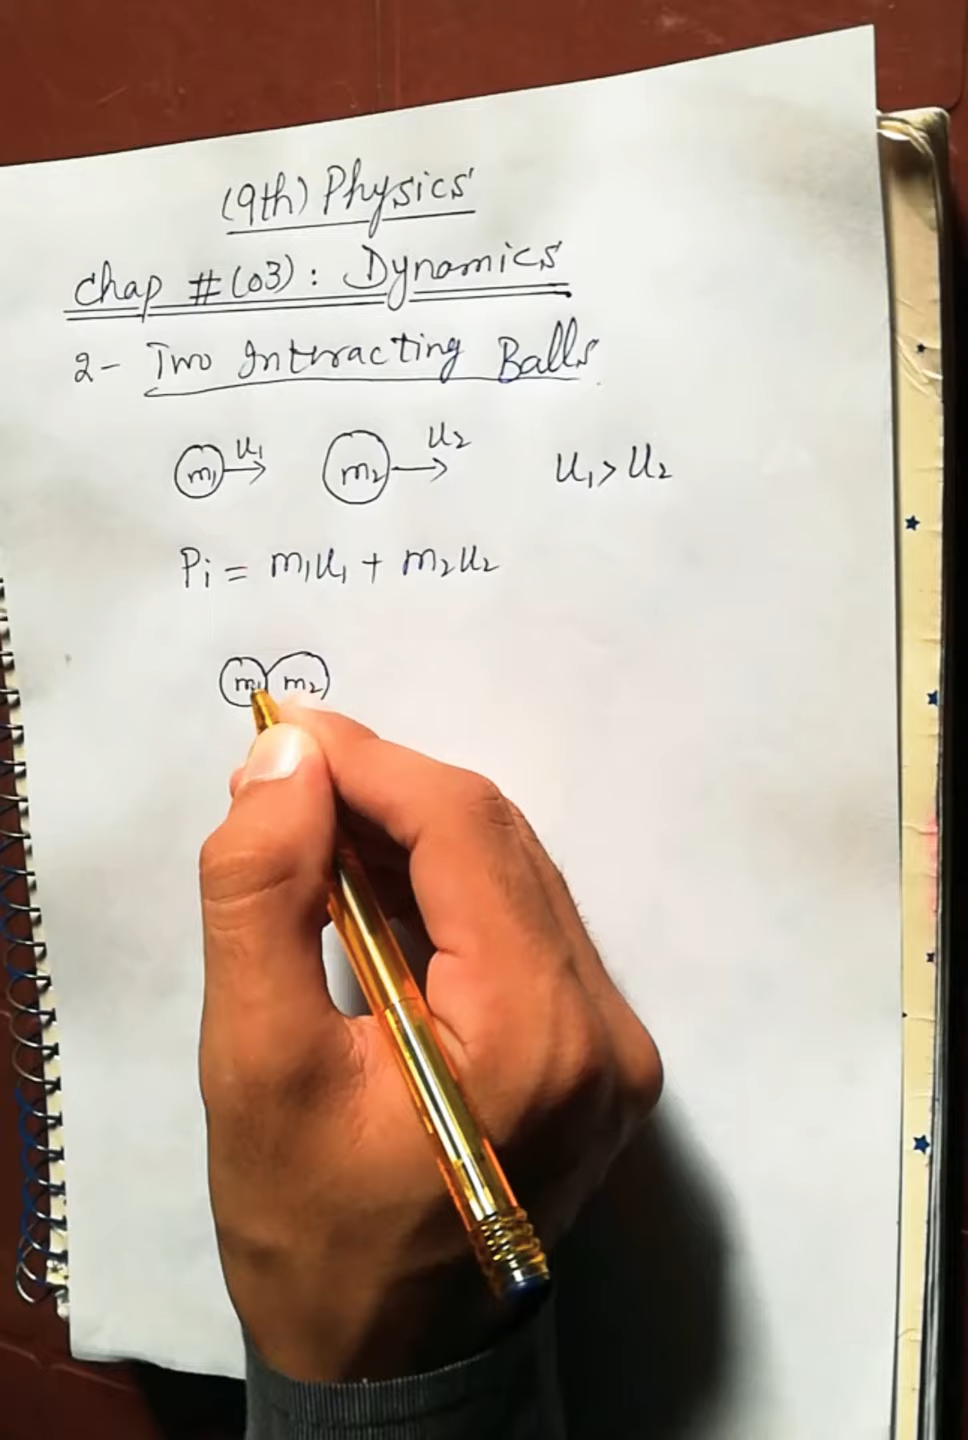 (9th) Physics
Chap # (03): Dynamics
2- Two Interacting Balls
m₁ u₁ m₂ u₂ u₁ > u₂
Pi = m₁u₁ + m₂u₂
m₁ m₂